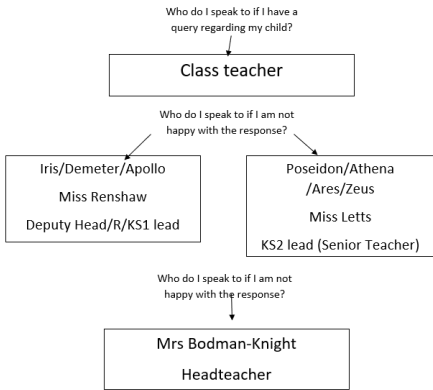 Who do I speak to if I have a
query regarding my child?
Class teacher
Who do I speak to if I am not
happy with the response?
Iris/Demeter/Apollo
Miss Renshaw
Deputy Head/R/KS1 lead
Poseidon/Athena
/Ares/Zeus
Miss Letts
KS2 lead (Senior Teacher)
Who do I speak to if I am not
happy with the response?
Mrs Bodman-Knight
Headteacher